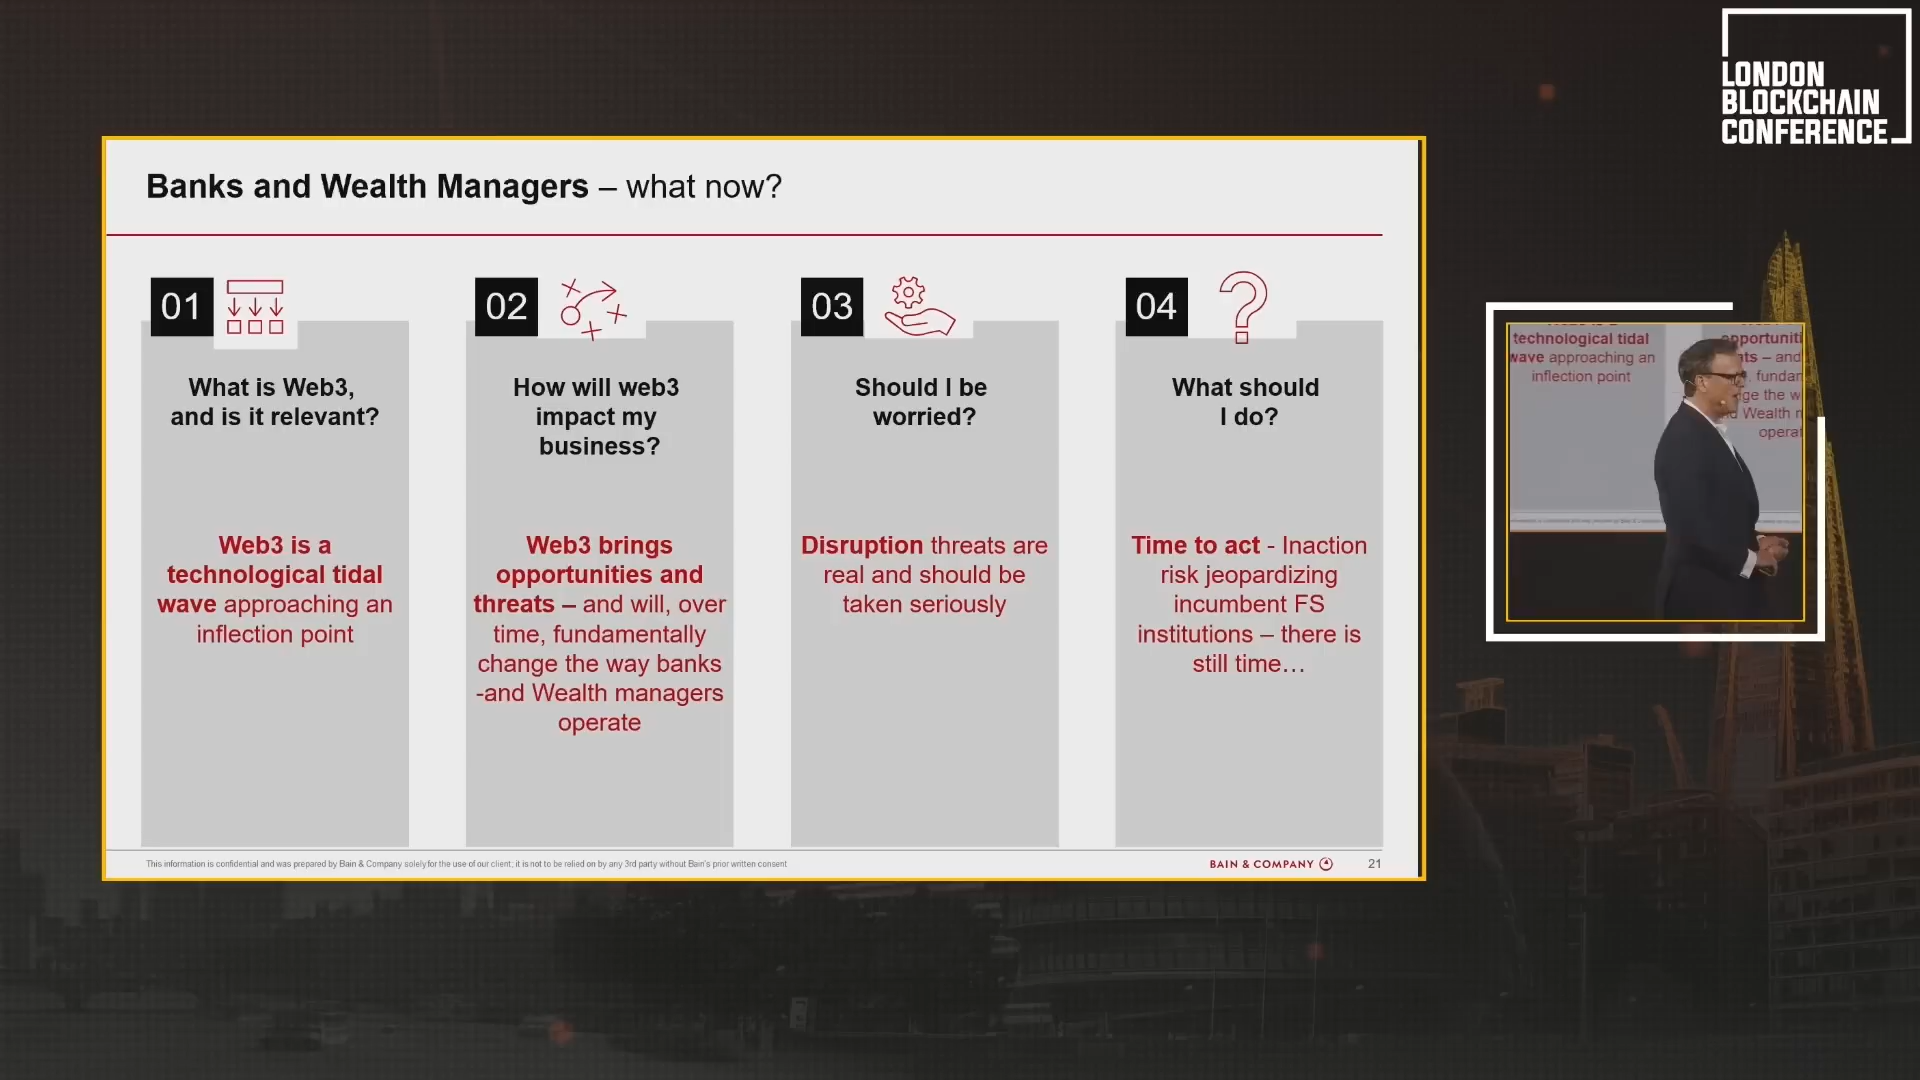 LONDON
BLOCKCHAIN
CONFERENCE
Banks and Wealth Managers – what now?
01
What is Web3,
and is it relevant?
Web3 is a
technological tidal
wave approaching an
inflection point
02
How will web3
impact my
business?
Web3 brings
opportunities and
threats – and will, over
time, fundamentally
change the way banks
-and Wealth managers
operate
03
Should I be
worried?
Disruption threats are
real and should be
taken seriously
04
What should
I do?
Time to act - Inaction
risk jeopardizing
incumbent FS
institutions – there is
still time…
This information is confidential and was prepared by Bain & Company solely for the use of our client; it is not to be relied on by any 3rd party without Bain's prior written consent
BAIN & COMPANY
21
technological tidal
wave approaching an
inflection point